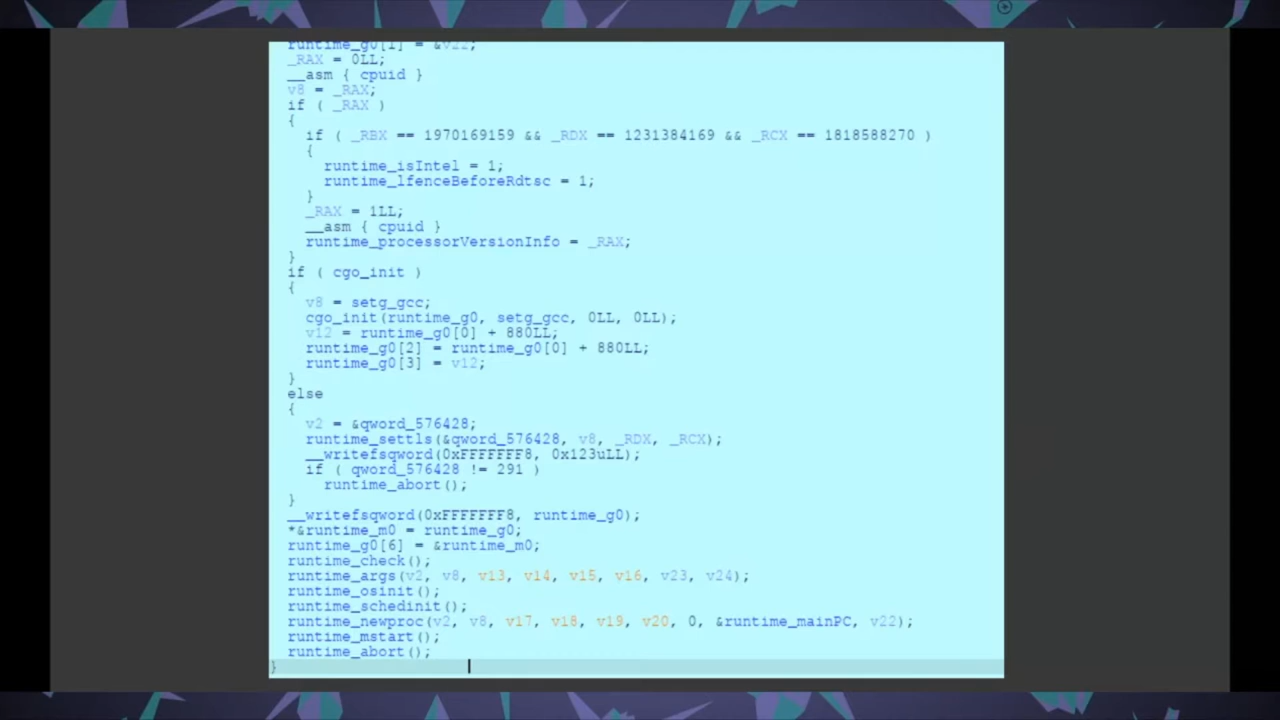 runtime_g0[1] = &v22;
_RAX = 0LL;
__asm { cpuid }
v8 = _RAX;
if ( _RAX )
{
if ( _RBX == 1970169159 && _RDX == 1231384169 && _RCX == 1818588270 )
{
runtime_isIntel = 1;
runtime_lfenceBeforeRdtsc = 1;
}
_RAX = 1LL;
__asm { cpuid }
runtime_processorVersionInfo = _RAX;
}
if ( cgo_init )
{
v8 = setg_gcc;
cgo_init(runtime_g0, setg_gcc, 0LL, 0LL);
v12 = runtime_g0[0] + 880LL;
runtime_g0[2] = runtime_g0[0] + 880LL;
runtime_g0[3] = v12;
}
else
{
v2 = &qword_576428;
runtime_settls(&qword_576428, v8, _RDX, _RCX);
__writefsqword(0xFFFFFFF8, 0x123uLL);
if ( qword_576428 != 291 )
runtime_abort();
}
__writefsqword(0xFFFFFFF8, runtime_g0);
*&runtime_m0 = runtime_g0;
runtime_g0[6] = &runtime_m0;
runtime_check();
runtime_args(v2, v8, v13, v14, v15, v16, v23, v24);
runtime_osinit();
runtime_schedinit();
runtime_newproc(v2, v8, v17, v18, v19, v20, 0, &runtime_mainPC, v22);
runtime_mstart();
runtime_abort();
}